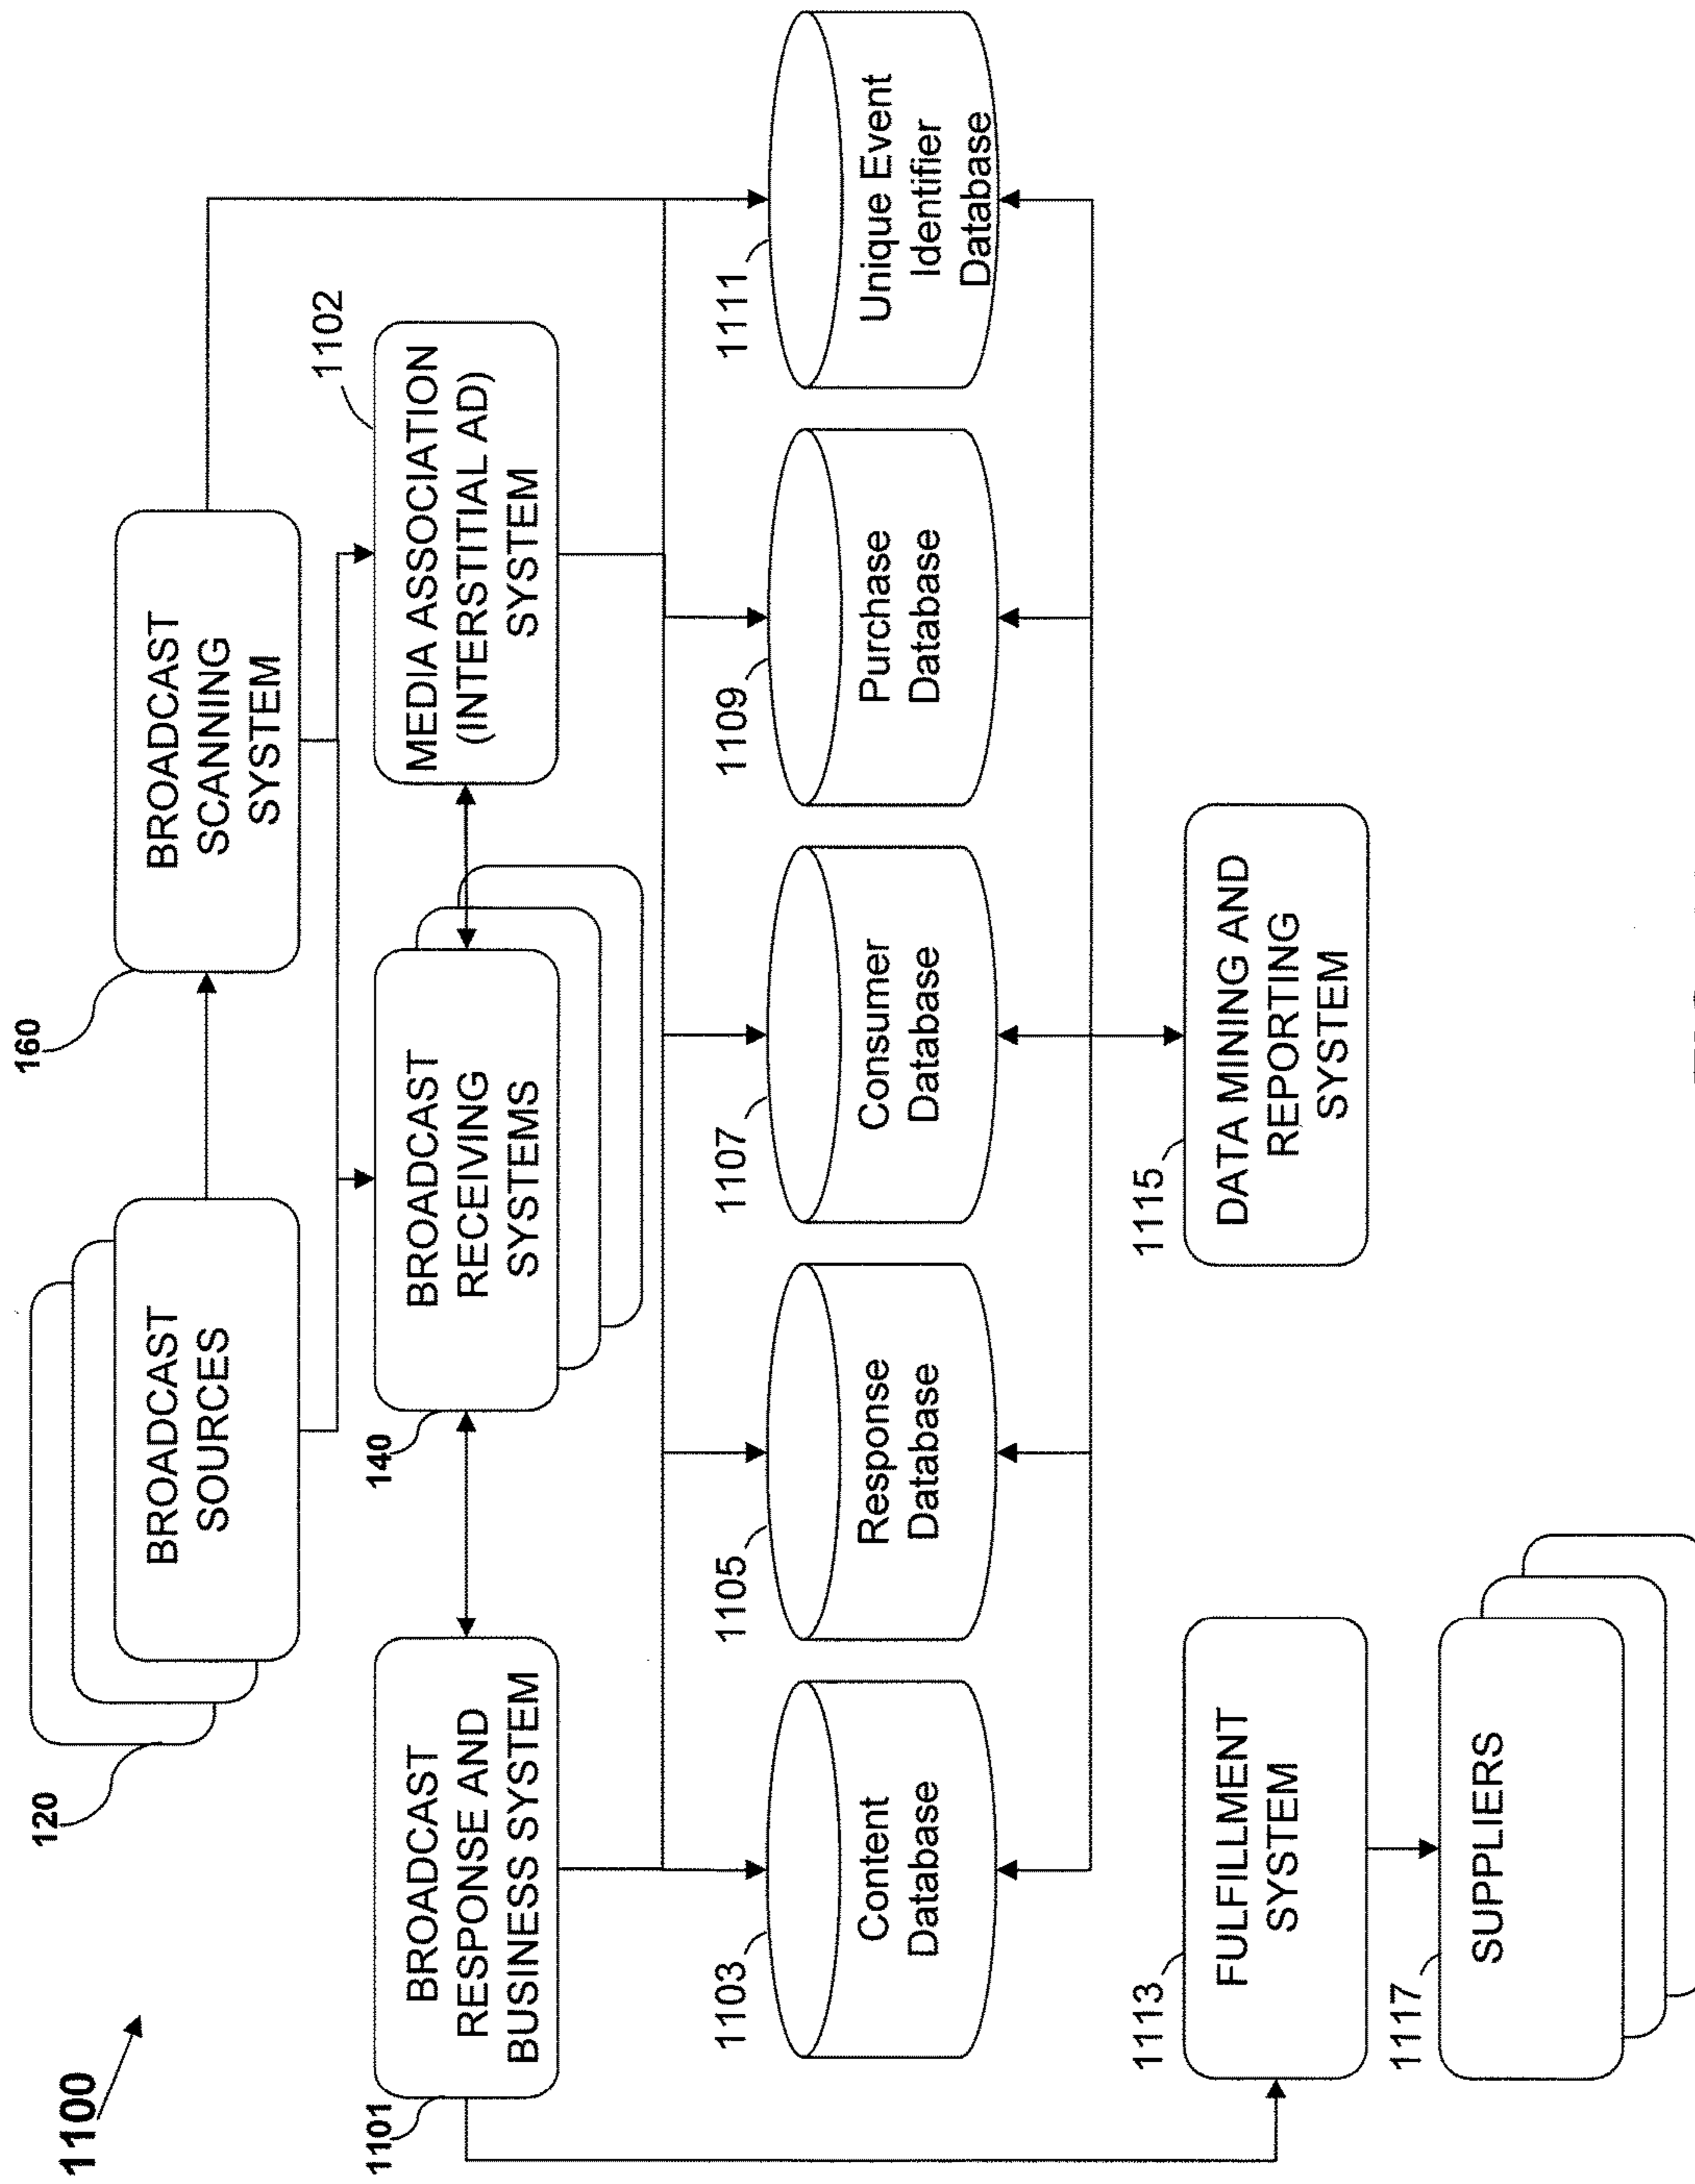 1100
120
BROADCAST
SOURCES
160
BROADCAST
SCANNING
SYSTEM
1101
BROADCAST
RESPONSE AND
BUSINESS SYSTEM
140
BROADCAST
RECEIVING
SYSTEMS
1102
MEDIA ASSOCIATION
(INTERSTITIAL AD)
SYSTEM
1103
Content
Database
1105
Response
Database
1107
Consumer
Database
1109
Purchase
Database
1111
Unique Event
Identifier
Database
1113
FULFILLMENT
SYSTEM
1115
DATA MINING AND
REPORTING
SYSTEM
1117
SUPPLIERS